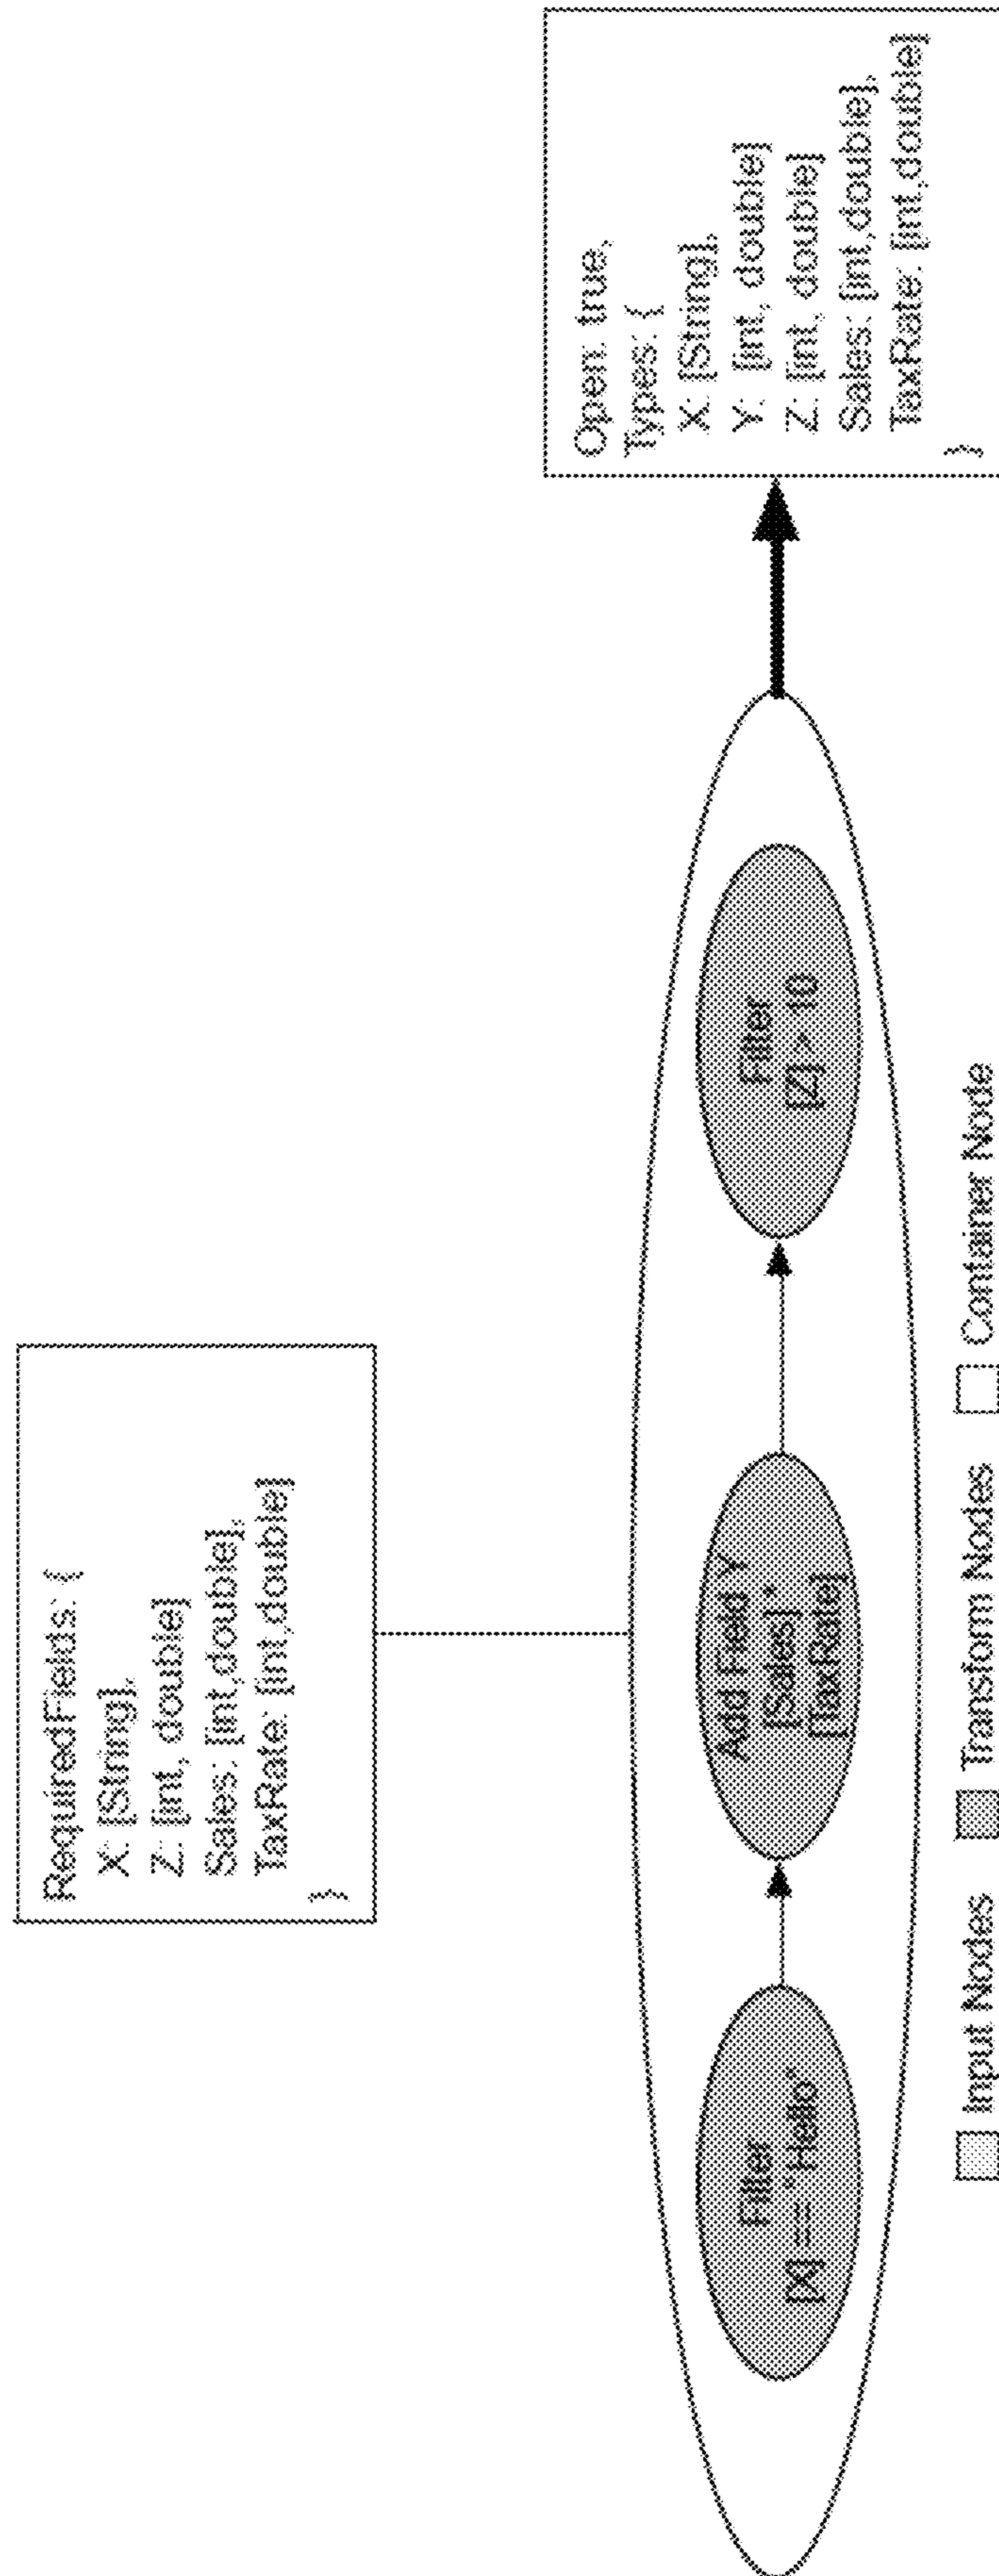 RequiredFields: {
X: [String],
Z: [int, double]
Sales: [int,double],
TaxRate: [int,double]
}
Filter
[X] == "Hello"
Add Field Y
[Sales] *
[TaxRate]
Filter
[Z] > 10
Open: true,
Types: {
X: [String],
Y: [int, double]
Z: [int, double]
Sales: [int,double],
TaxRate: [int,double]
}
Input Nodes
Transform Nodes
Container Node